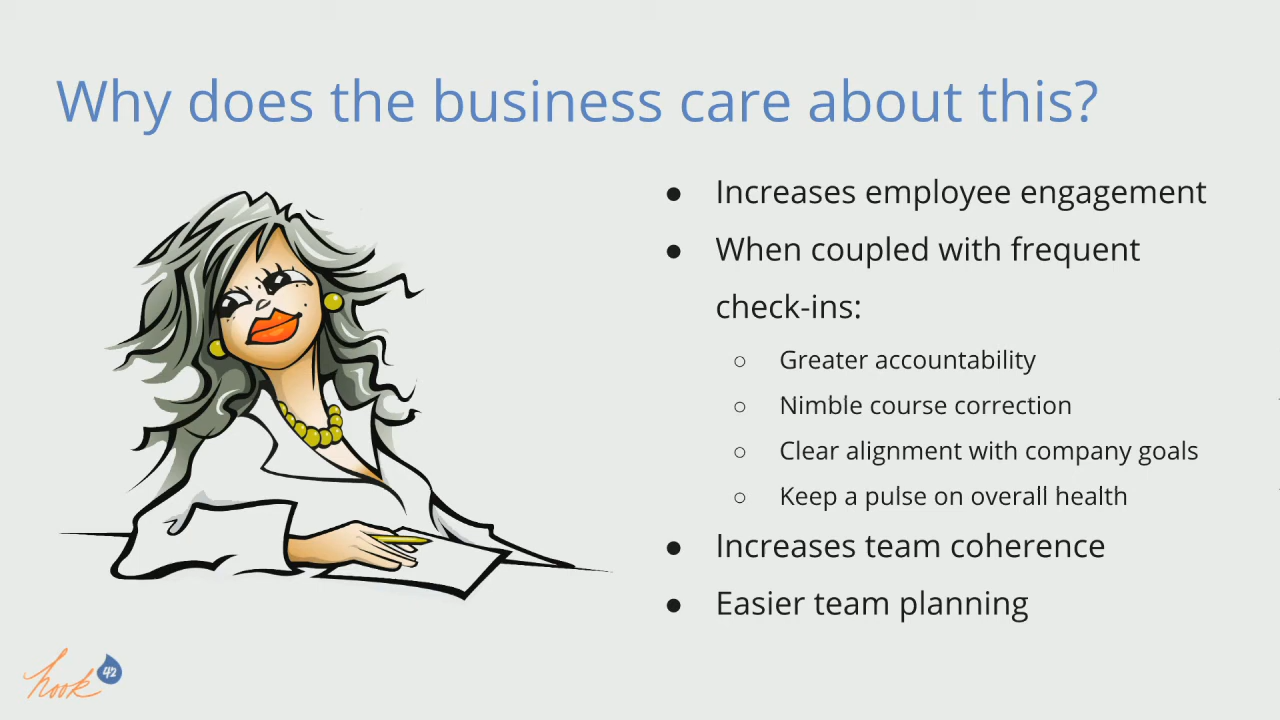 Why does the business care about this?
● Increases employee engagement
● When coupled with frequent
check-ins:
○ Greater accountability
○ Nimble course correction
○ Clear alignment with company goals
○ Keep a pulse on overall health
● Increases team coherence
● Easier team planning
hook 42